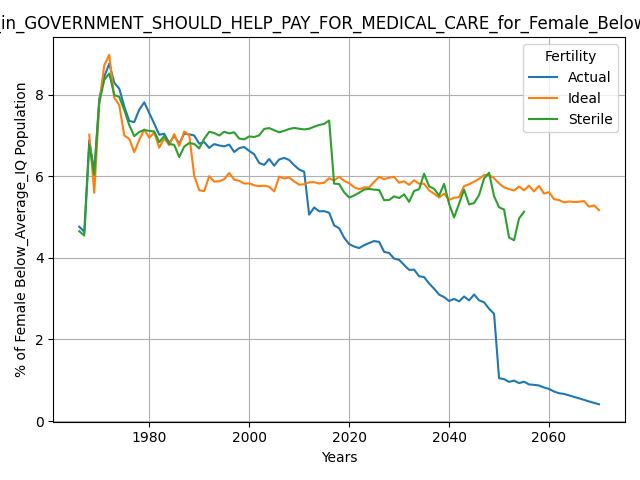 _in_GOVERNMENT_SHOULD_HELP_PAY_FOR_MEDICAL_CARE_for_Female_Below
Fertility
Actual
Ideal
Sterile
% of Female Below_Average_IQ Population
8
6
4
2
0
1980 2000 2020 2040 2060
Years